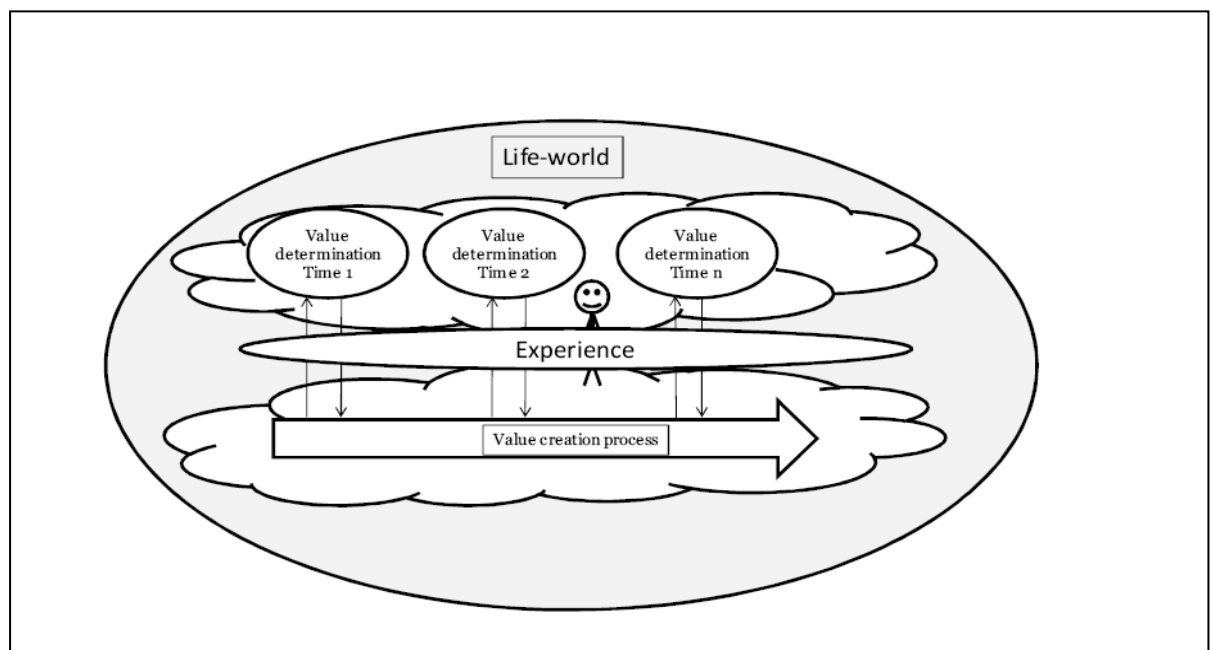 Life-world
Value
determination
Time 1
Value
determination
Time 2
Value
determination
Time n
Experience
Value creation process